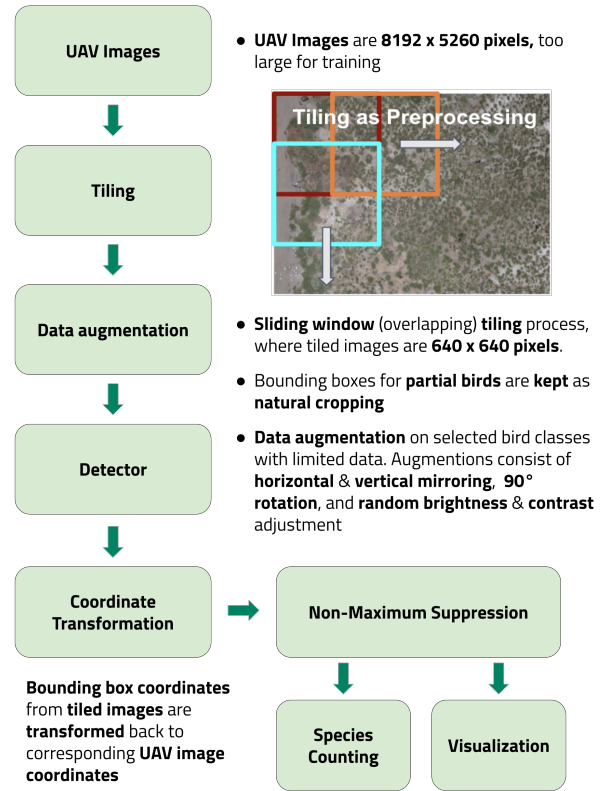 UAV Images
● UAV Images are 8192 x 5260 pixels, too
large for training
Tiling as Preprocessing
Tiling
Data augmentation
● Sliding window (overlapping) tiling process,
where tiled images are 640 x 640 pixels.
● Bounding boxes for partial birds are kept as
natural cropping
● Data augmentation on selected bird classes
with limited data. Augmentions consist of
horizontal & vertical mirroring, 90°
rotation, and random brightness & contrast
adjustment
Detector
Coordinate
Transformation
Non-Maximum Suppression
Bounding box coordinates
from tiled images are
transformed back to
corresponding UAV image
coordinates
Species
Counting
Visualization